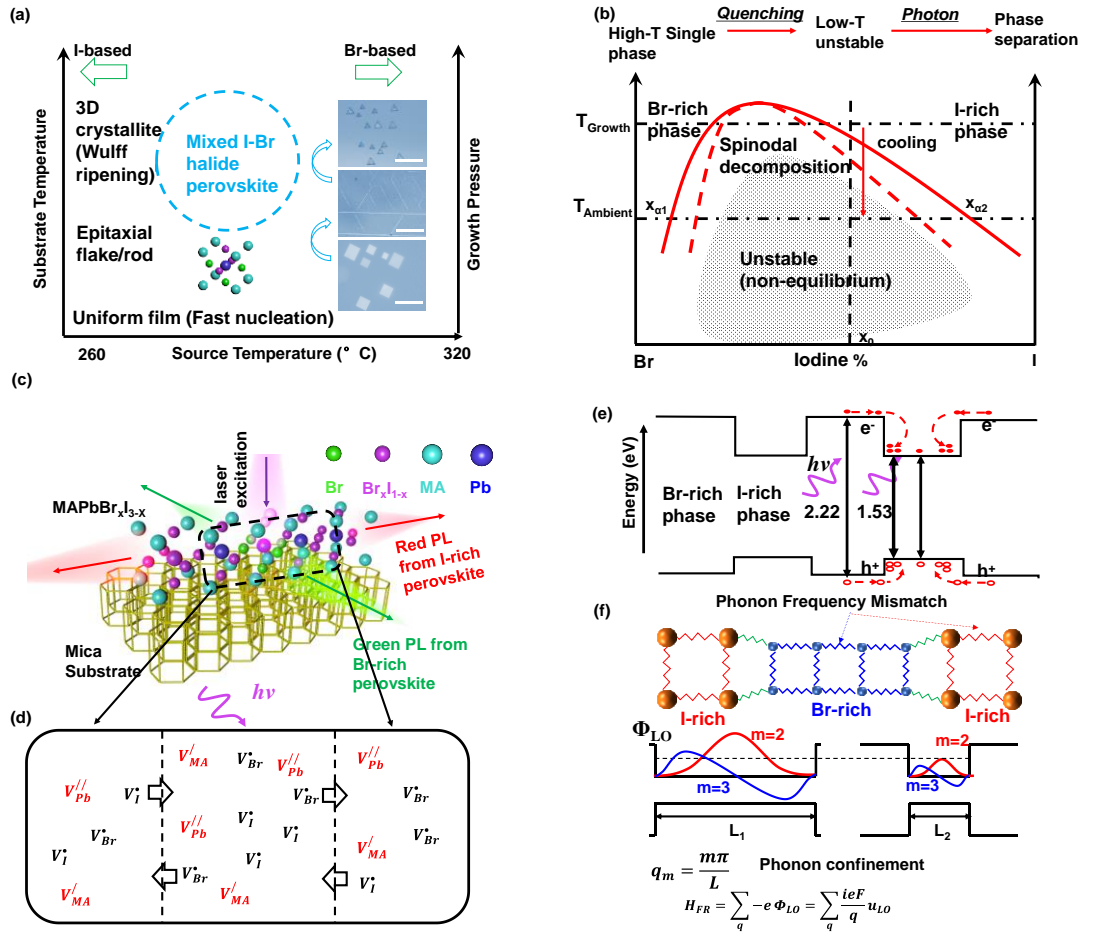 (a)
I-based
Br-based
Substrate Temperature
3D
crystallite
(Wulff
ripening)
Mixed I-Br
halide
perovskite
Epitaxial
flake/rod
Uniform film (Fast nucleation)
260
Source Temperature (° C)
320
Growth Pressure
(b)
Quenching
Photon
High-T Single
phase
Low-T
unstable
Phase
separation
Br-rich
phase
I-rich
phase
T_Growth
Spinodal
decomposition
cooling
T_Ambient
x_α1
x_α2
Unstable
(non-equilibrium)
x_0
Br
Iodine %
I
(c)
laser
excitation
Br
Br_xI_1-x
MA
Pb
MAPbBr_xI_3-x
Red PL
from I-rich
perovskite
Mica
Substrate
Green PL from
Br-rich
perovskite
hν
(d)
V_MA^/
V_Br^•
V_Pb^//
V_Pb^//
V_Pb^//
V_I^•
V_Br^•
V_Br^•
V_Br^•
V_Pb^//
V_I^•
V_I^•
V_Br^•
V_I^•
V_I^•
V_MA^/
V_MA^/
V_Br^•
V_MA^/
V_I^•
(e)
Energy (eV)
e-
e-
hν
Br-rich
phase
I-rich
phase
2.22
1.53
h+
h+
Phonon Frequency Mismatch
(f)
I-rich
Br-rich
I-rich
Φ_LO
m=2
m=3
m=2
m=3
L_1
L_2
q_m = mπ/L
Phonon confinement
H_FR = ∑_q −e Φ_LO = ∑_q (ieF/q) u_LO